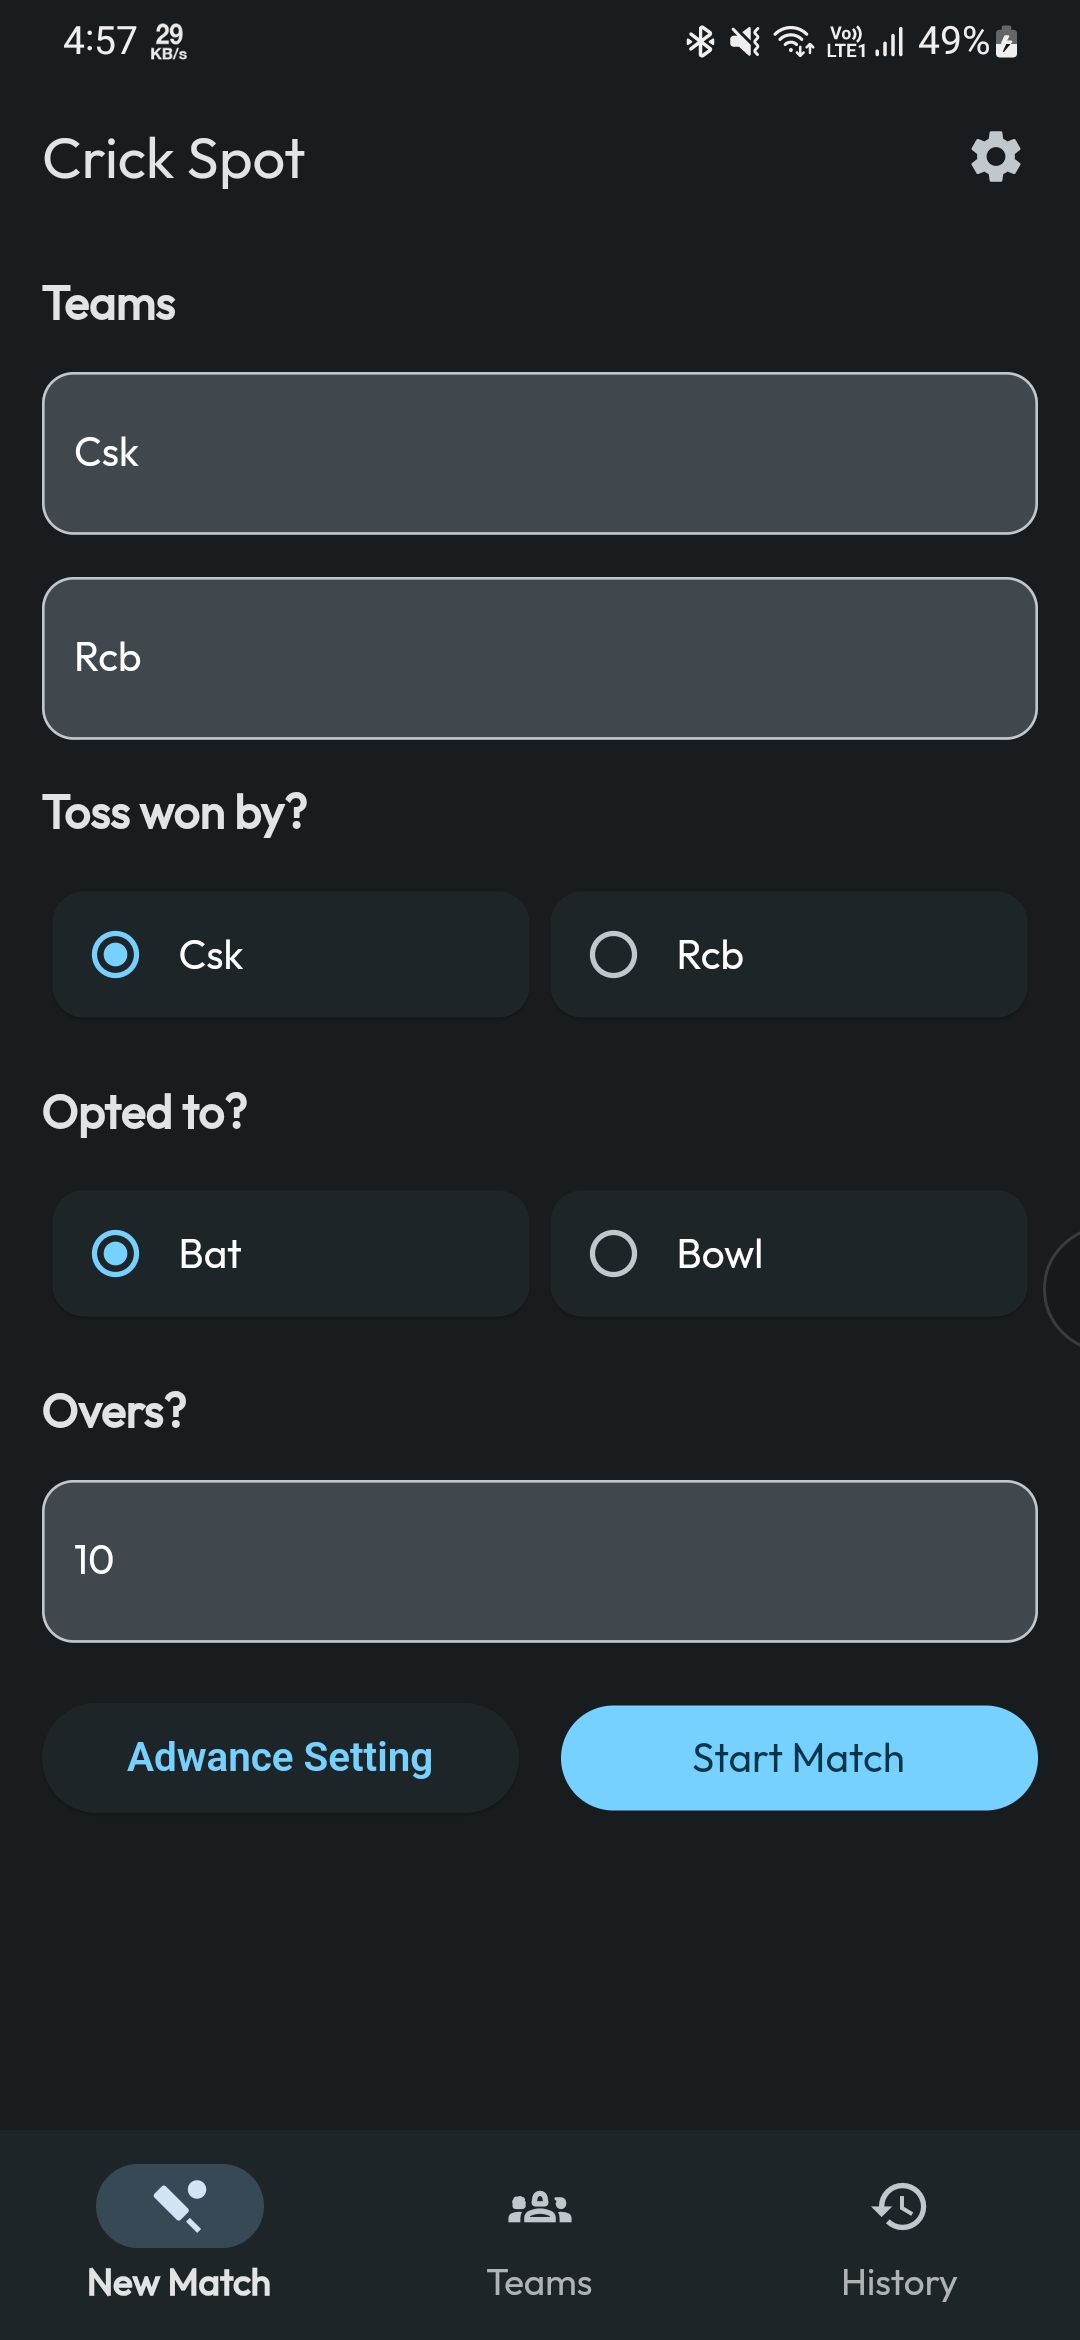 4:57 29 KB/s Vo)) LTE1 49%
Crick Spot
Teams
Csk
Rcb
Toss won by?
Csk Rcb
Opted to?
Bat Bowl
Overs?
10
Adwance Setting Start Match
New Match Teams History